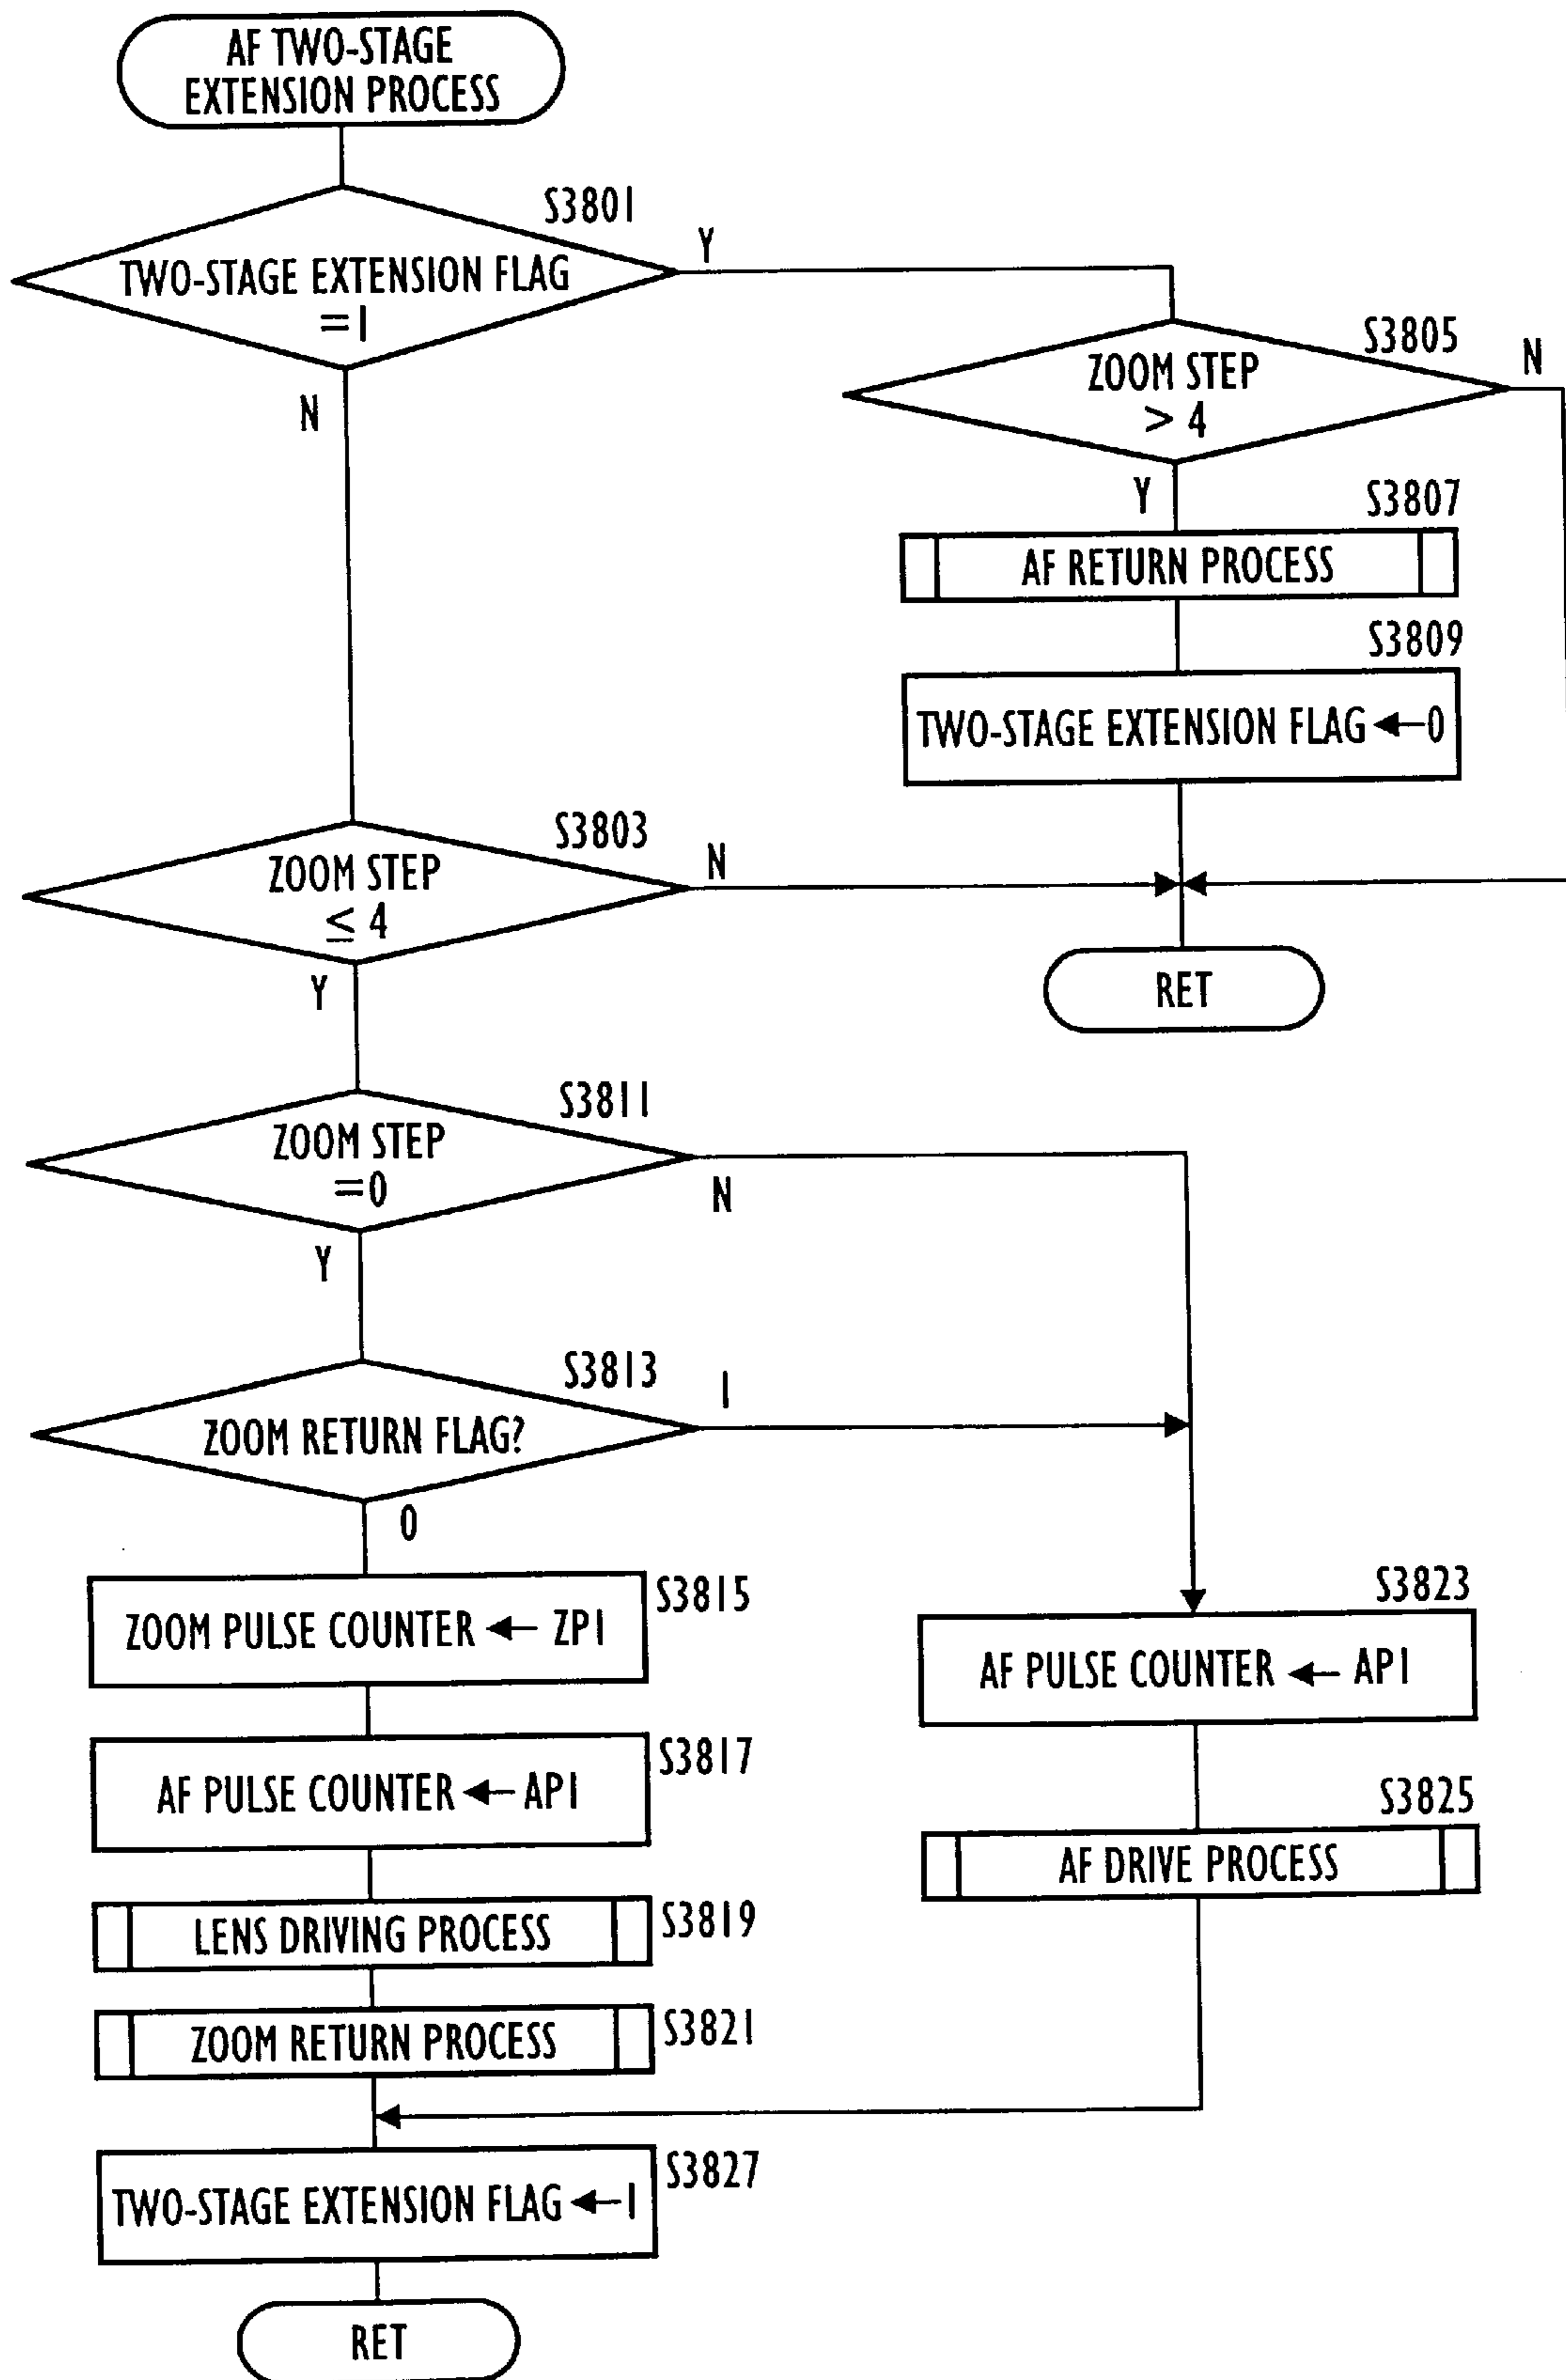 AF TWO-STAGE
EXTENSION PROCESS
S3801
TWO-STAGE EXTENSION FLAG
=1
Y
N
S3805
ZOOM STEP
> 4
N
Y
S3807
AF RETURN PROCESS
S3809
TWO-STAGE EXTENSION FLAG ← 0
S3803
ZOOM STEP
≤ 4
N
Y
RET
S3811
ZOOM STEP
=0
N
Y
S3813
ZOOM RETURN FLAG?
1
0
S3815
ZOOM PULSE COUNTER ← ZP1
S3817
AF PULSE COUNTER ← AP1
S3819
LENS DRIVING PROCESS
S3821
ZOOM RETURN PROCESS
S3823
AF PULSE COUNTER ← AP1
S3825
AF DRIVE PROCESS
S3827
TWO-STAGE EXTENSION FLAG ← 1
RET